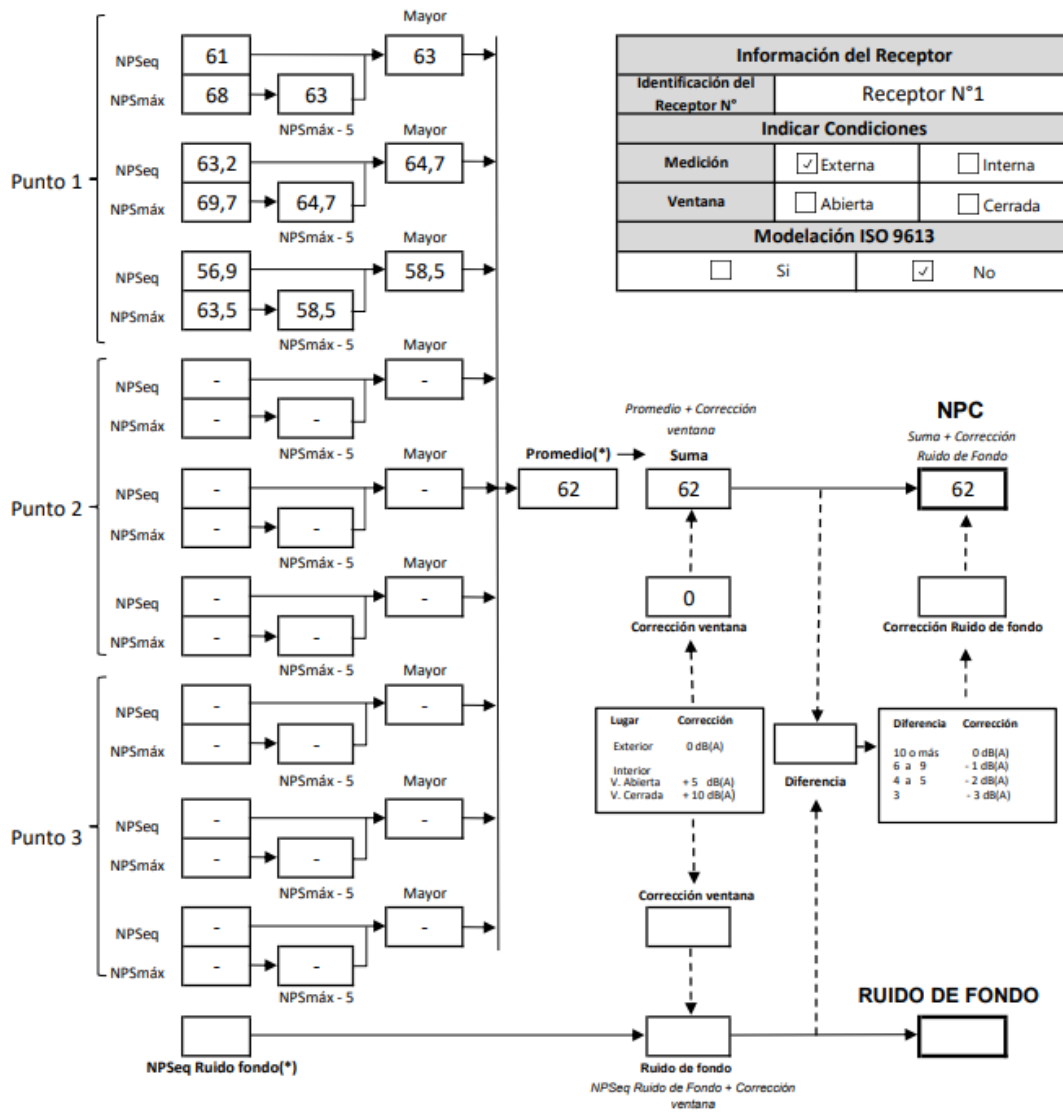 Mayor
NPSeq 61 63
NPSmáx 68 63
NPSmáx - 5
Mayor
Punto 1
NPSeq 63,2 64,7
NPSmáx 69,7 64,7
NPSmáx - 5
Mayor
NPSeq 56,9 58,5
NPSmáx 63,5 58,5
NPSmáx - 5
Mayor
NPSeq - -
NPSmáx - -
NPSmáx - 5
Mayor
Punto 2
NPSeq - -
NPSmáx - -
NPSmáx - 5
Mayor
NPSeq - -
NPSmáx - -
NPSmáx - 5
Mayor
NPSeq - -
NPSmáx - -
NPSmáx - 5
Mayor
Punto 3
NPSeq - -
NPSmáx - -
NPSmáx - 5
Mayor
NPSeq - -
NPSmáx - -
NPSmáx - 5
NPSeq Ruido fondo(*)
Información del Receptor
Identificación del
Receptor N°
Receptor N°1
Indicar Condiciones
Medición ✓ Externa Interna
Ventana Abierta Cerrada
Modelación ISO 9613
Si ✓ No
Promedio(*)
62
Promedio + Corrección
ventana
Suma
62
0
Corrección ventana
Lugar Corrección
Exterior 0 dB(A)
Interior
V. Abierta + 5 dB(A)
V. Cerrada + 10 dB(A)
Corrección ventana
Ruido de fondo
NPSeq Ruido de Fondo + Corrección
ventana
NPC
Suma + Corrección
Ruido de Fondo
62
Corrección Ruido de fondo
Diferencia
Diferencia Corrección
10 o más 0 dB(A)
6 a 9 - 1 dB(A)
4 a 5 - 2 dB(A)
3 - 3 dB(A)
RUIDO DE FONDO